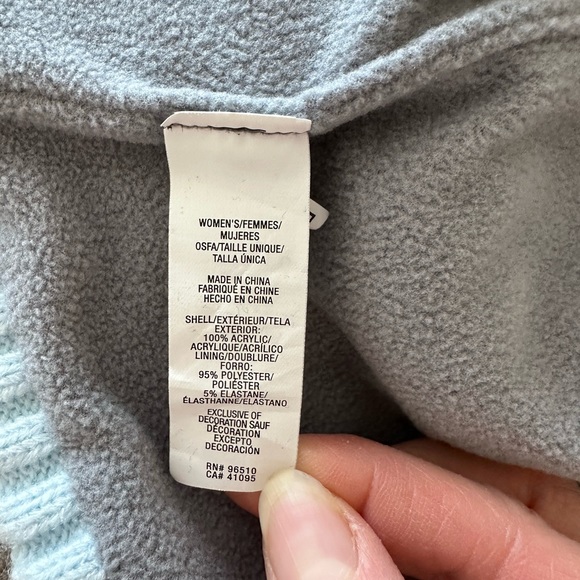 WOMEN'S/FEMMES/
MUJERES
OSFA/TAILLE UNIQUE/
TALLA ÚNICA
MADE IN CHINA
FABRIQUÉ EN CHINE
HECHO EN CHINA
SHELL/EXTÉRIEUR/TELA
EXTERIOR:
100% ACRYLIC/
ACRYLIQUE/ACRÍLICO
LINING/DOUBLURE/
FORRO:
95% POLYESTER/
POLIÉSTER
5% ELASTANE/
ÉLASTHANNE/ELASTANO
EXCLUSIVE OF
DECORATION SAUF
DÉCORATION
EXCEPTO
DECORACIÓN
RN# 96510
CA# 41095